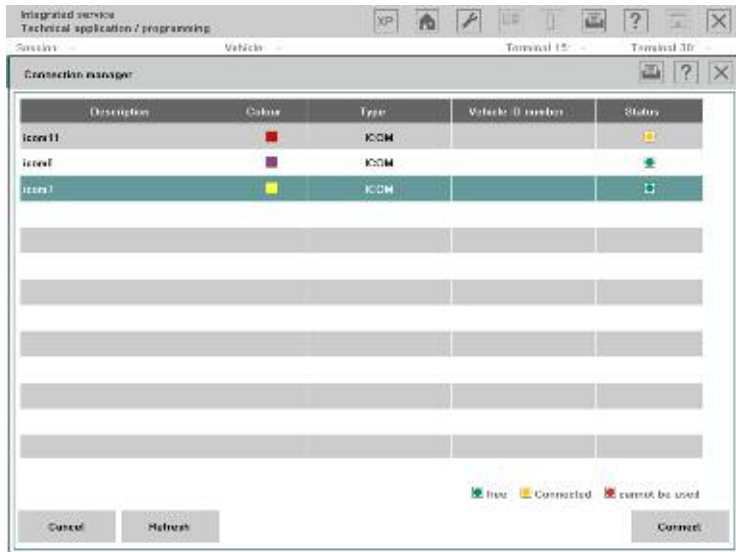 Integrated service
Technical application / programming
XP
?
Session: -
Vehicle: -
Terminal 15: -
Terminal 30: -
Connection manager
?
Description Colour Type Vehicle ID number Status
icom11 ICOM
ICOM
icom7 ICOM
free Connected cannot be used
Cancel Refresh Connect